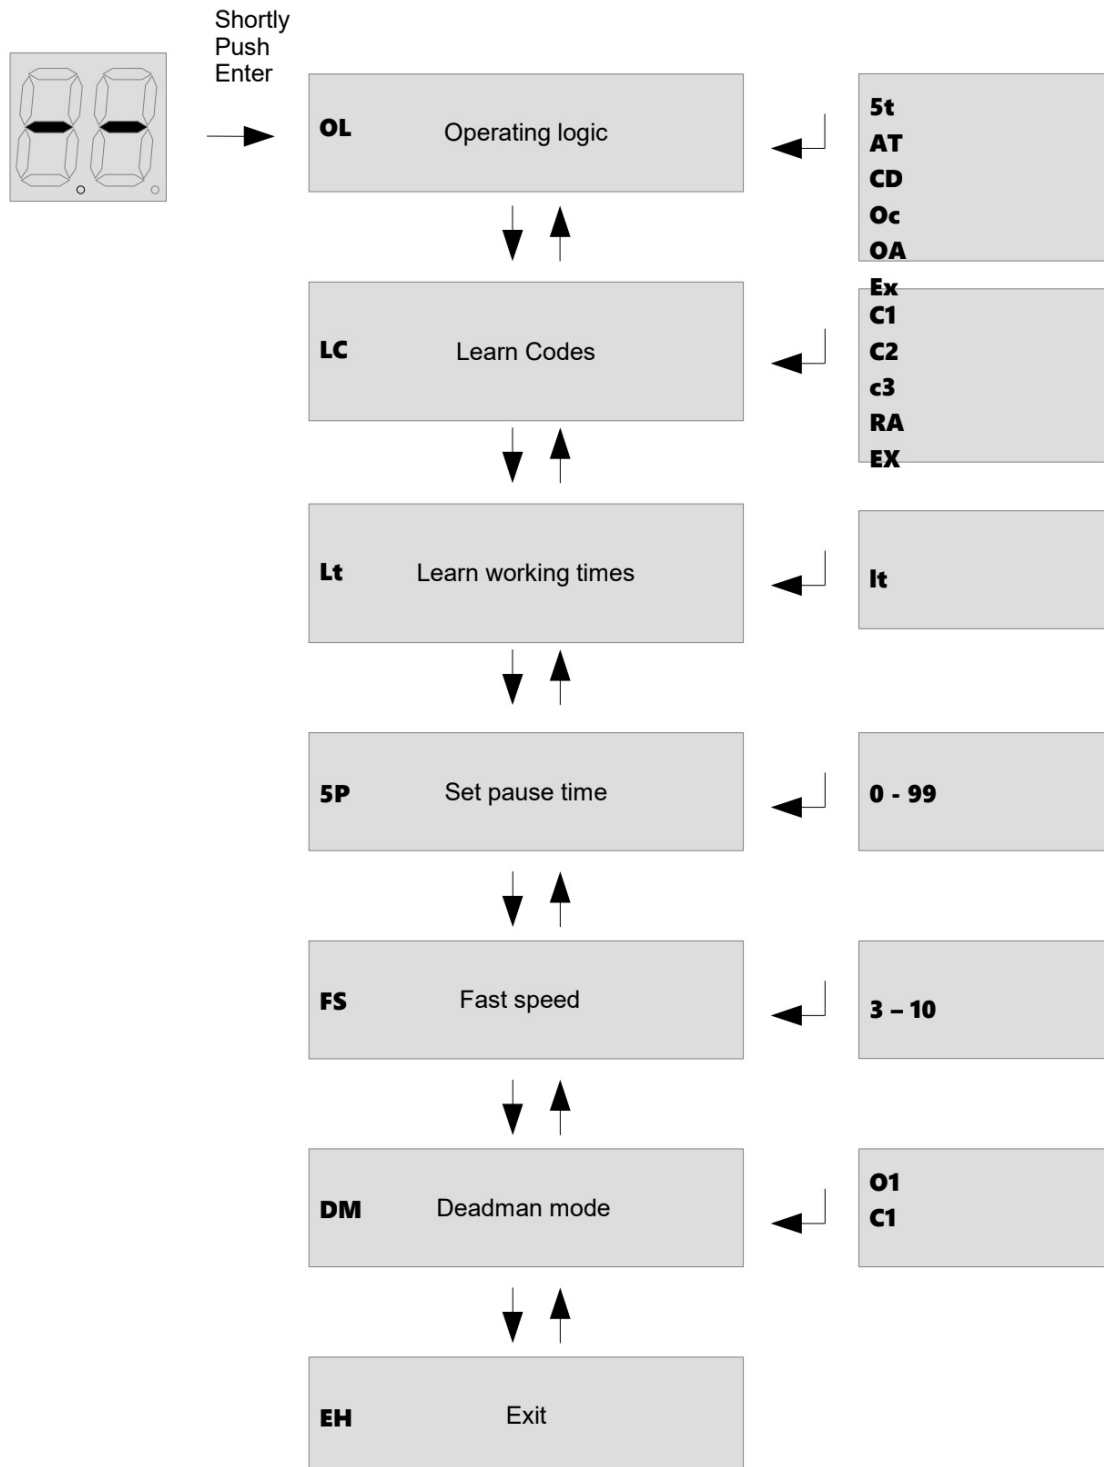 Shortly
Push
Enter
OL Operating logic
5t
AT
CD
Oc
OA
Ex
LC Learn Codes
C1
C2
c3
RA
EX
Lt Learn working times
lt
5P Set pause time
0 - 99
FS Fast speed
3 – 10
DM Deadman mode
O1
C1
EH Exit